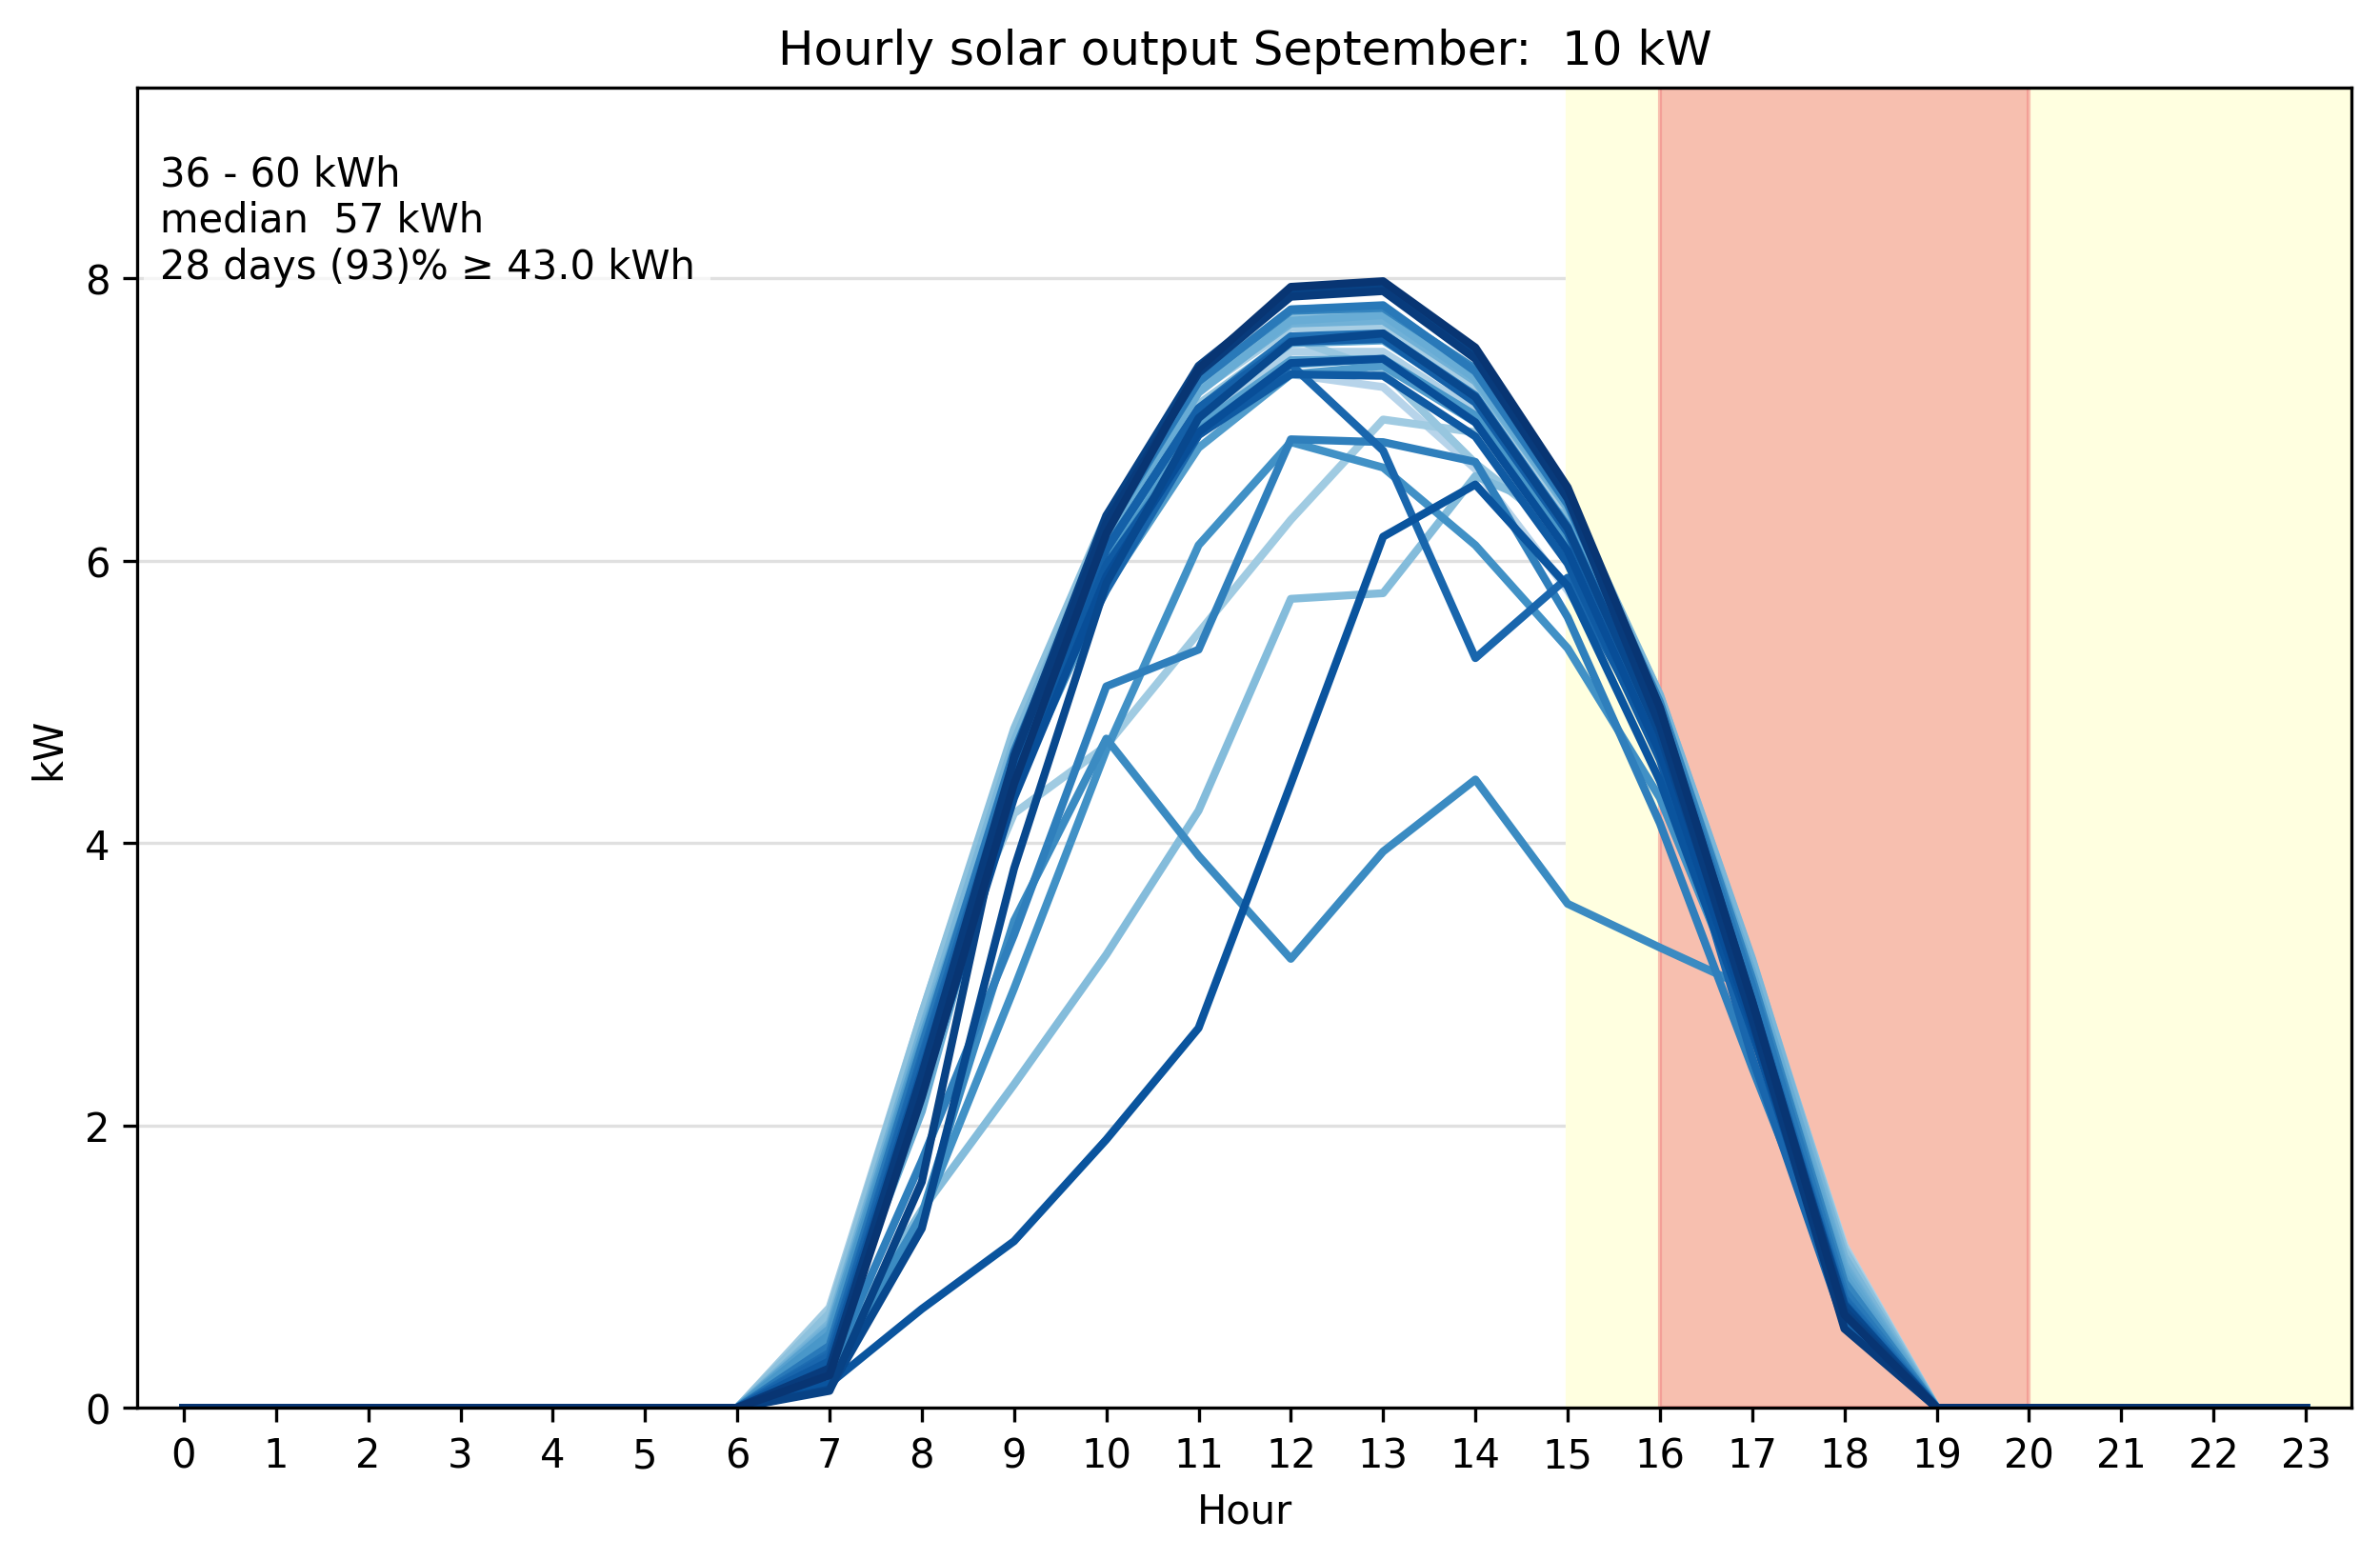 Hourly solar output September:  10 kW
36 - 60 kWh
median  57 kWh
28 days (93)% ≥ 43.0 kWh
8
6
4
2
0
kW
0 1 2 3 4 5 6 7 8 9 10 11 12 13 14 15 16 17 18 19 20 21 22 23
Hour